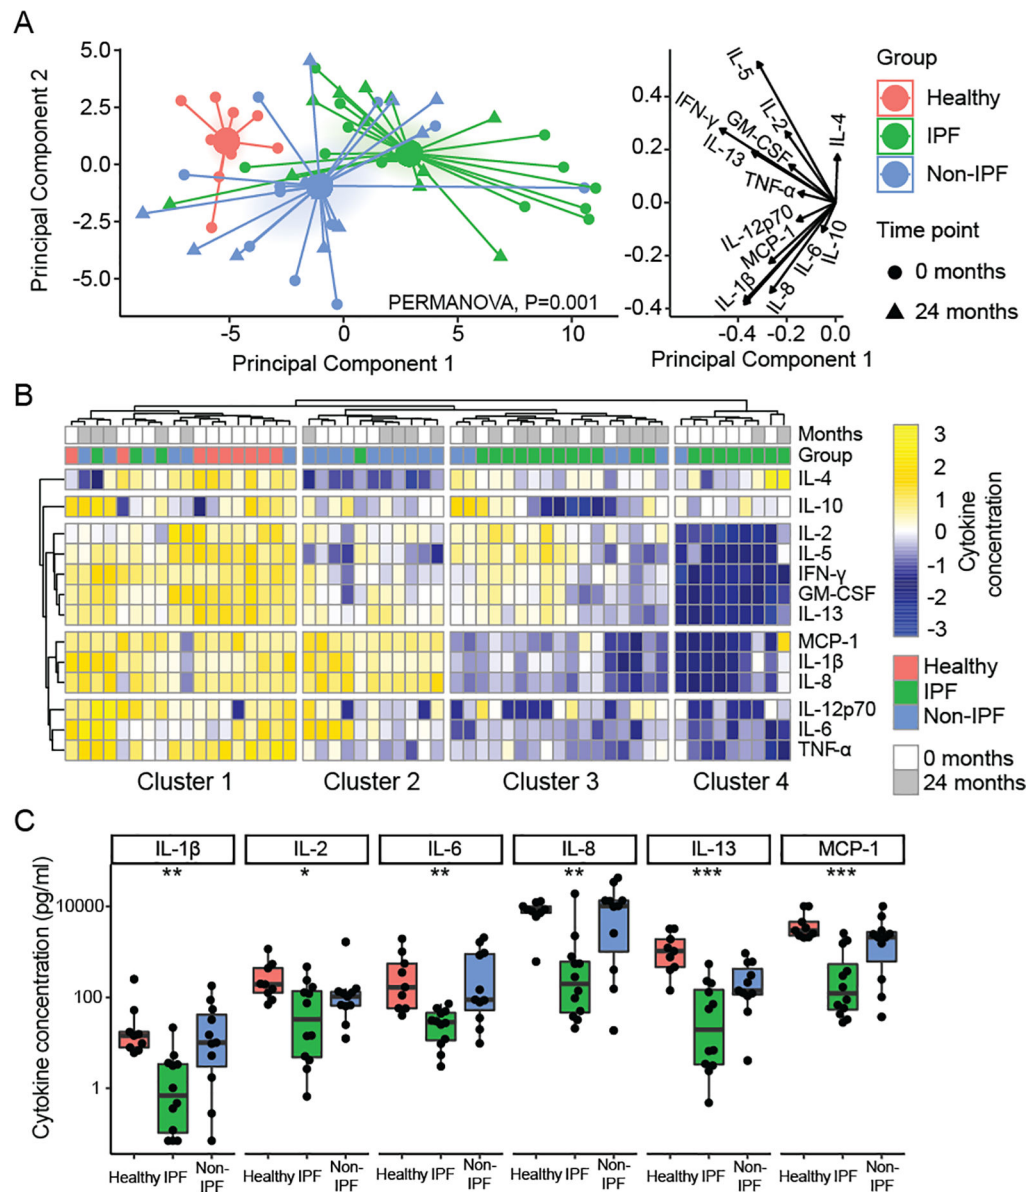 A
Principal Component 2
5.0
2.5
0.0
-2.5
-5.0
-5
0
5
10
Principal Component 1
PERMANOVA, P=0.001
0.4
0.2
0.0
-0.2
-0.4
-0.4
-0.2
0.0
Principal Component 1
IL-5
IL-2
IL-4
IFN-γ
GM-CSF
IL-13
TNF-α
IL-12p70
MCP-1
IL-10
IL-6
IL-1β
IL-8
Group
Healthy
IPF
Non-IPF
Time point
0 months
24 months
B
Months
Group
IL-4
IL-10
IL-2
IL-5
IFN-γ
GM-CSF
IL-13
MCP-1
IL-1β
IL-8
IL-12p70
IL-6
TNF-α
Cluster 1
Cluster 2
Cluster 3
Cluster 4
3
2
1
0
-1
-2
-3
Cytokine
concentration
Healthy
IPF
Non-IPF
0 months
24 months
C
Cytokine concentration (pg/ml)
10000
100
1
IL-1β
IL-2
IL-6
IL-8
IL-13
MCP-1
**
*
**
**
***
***
Healthy IPF Non-
IPF
Healthy IPF Non-
IPF
Healthy IPF Non-
IPF
Healthy IPF Non-
IPF
Healthy IPF Non-
IPF
Healthy IPF Non-
IPF